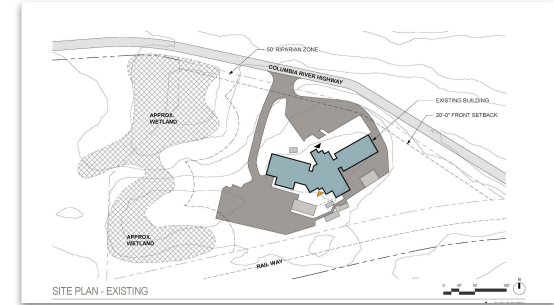 50' RIPARIAN ZONE
COLUMBIA RIVER HIGHWAY
EXISTING BUILDING
20'-0" FRONT SETBACK
APPROX.
WETLAND
APPROX.
WETLAND
RAIL WAY
SITE PLAN - EXISTING
0
N